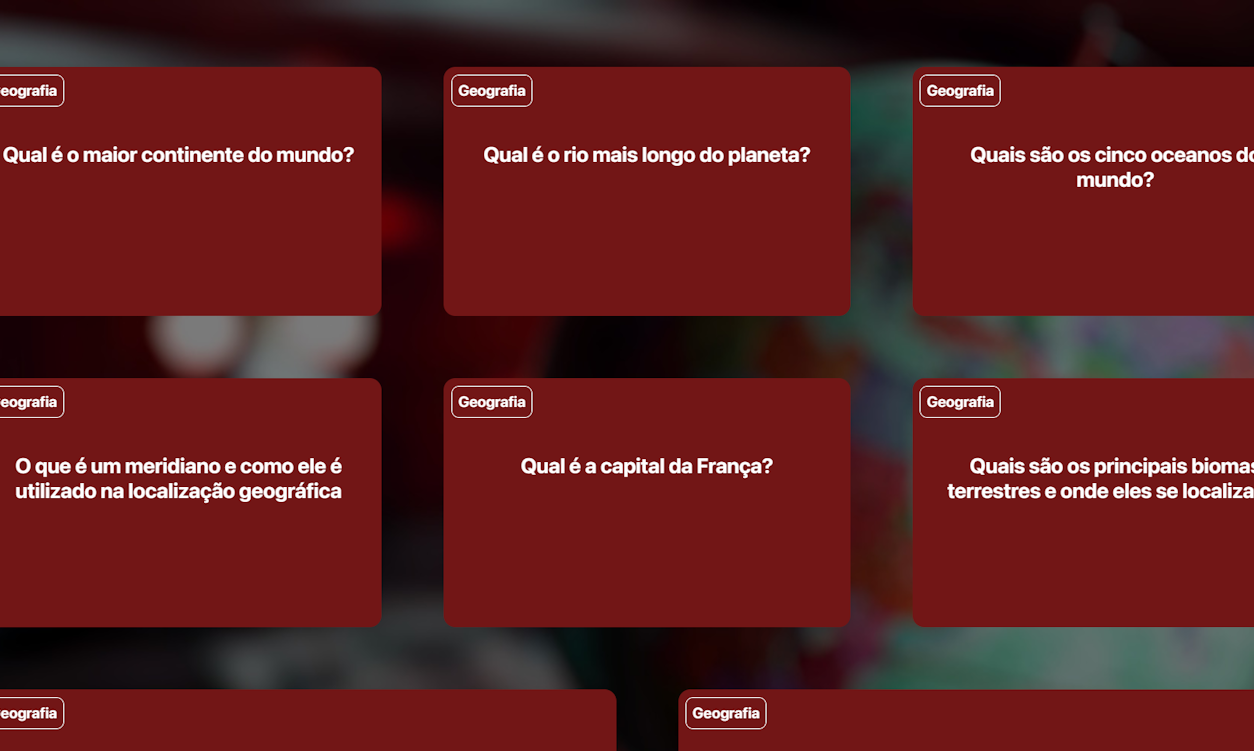 eografia
Geografia
Geografia
Qual é o maior continente do mundo?
Qual é o rio mais longo do planeta?
Quais são os cinco oceanos do
mundo?
eografia
Geografia
Geografia
O que é um meridiano e como ele é
utilizado na localização geográfica
Qual é a capital da França?
Quais são os principais biomas
terrestres e onde eles se localiza
eografia
Geografia